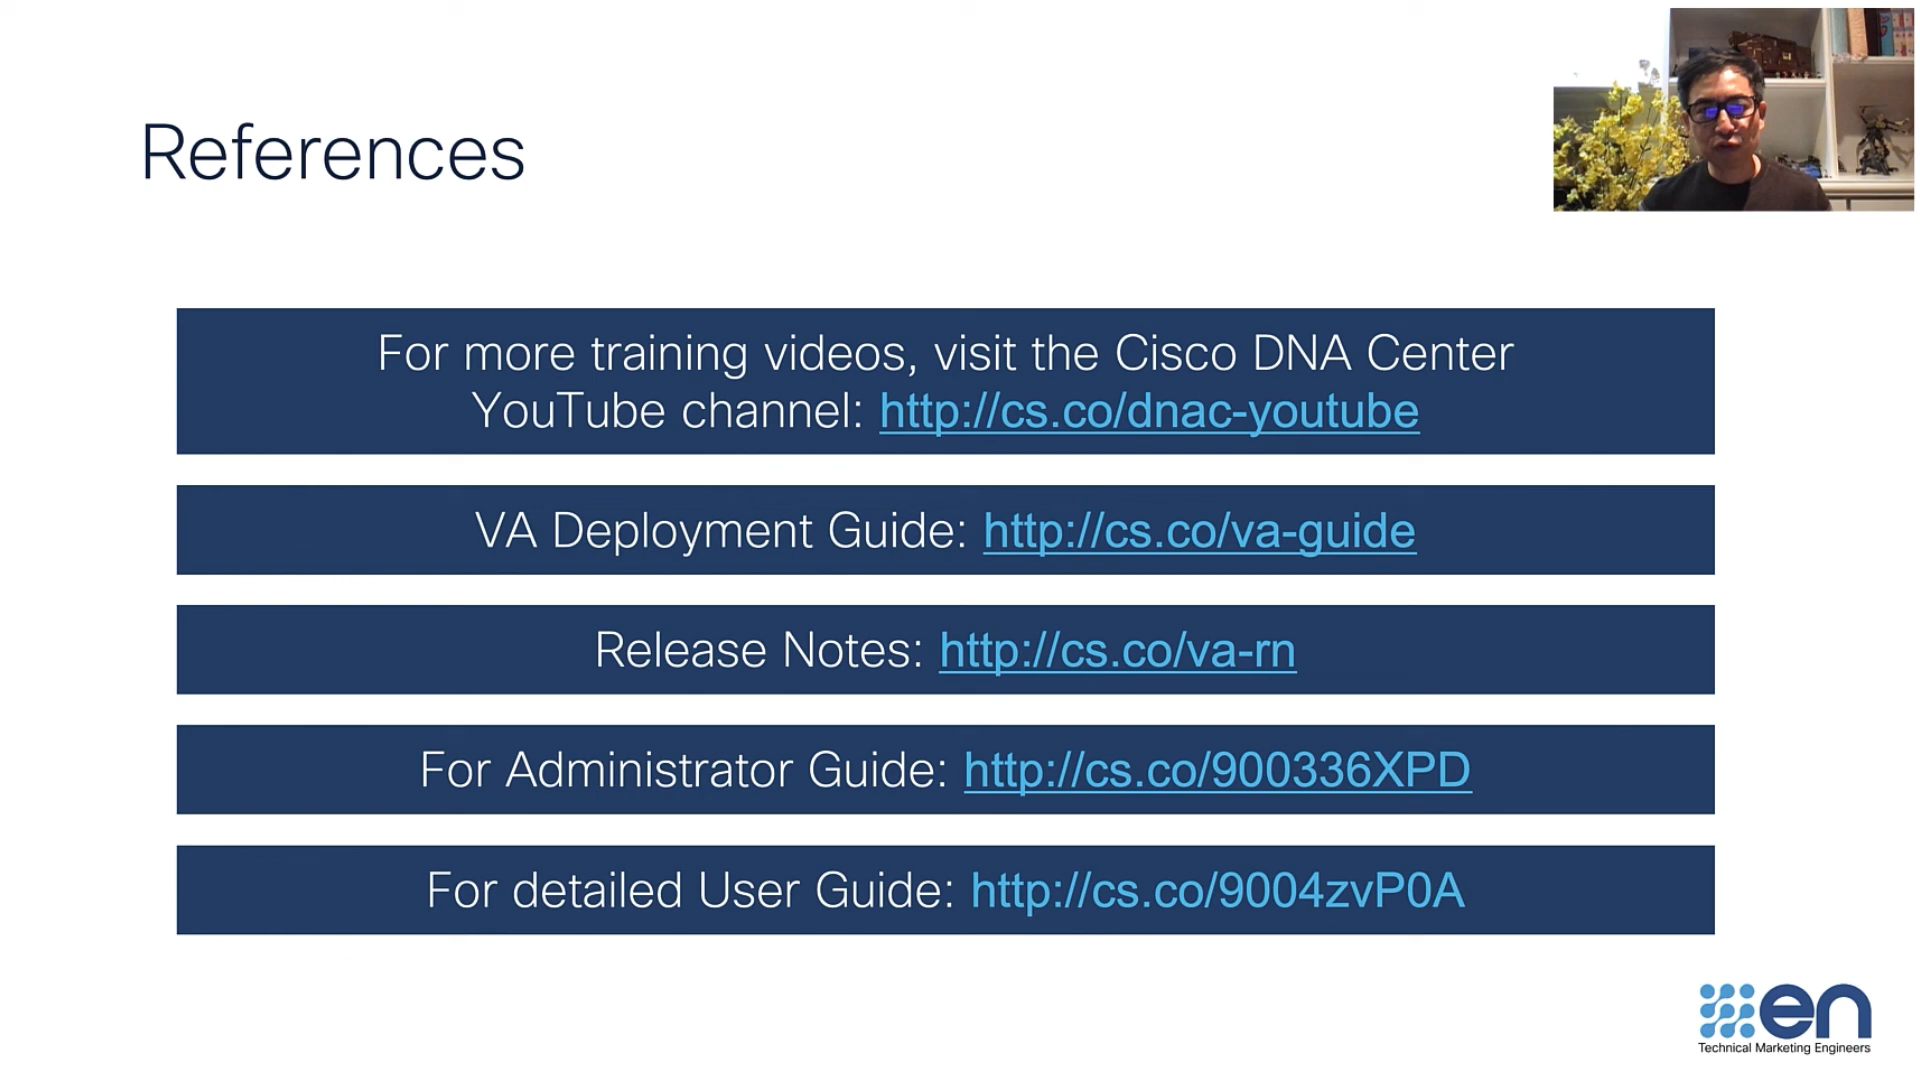 References
For more training videos, visit the Cisco DNA Center
YouTube channel: http://cs.co/dnac-youtube
VA Deployment Guide: http://cs.co/va-guide
Release Notes: http://cs.co/va-rn
For Administrator Guide: http://cs.co/900336XPD
For detailed User Guide: http://cs.co/9004zvP0A
en
Technical Marketing Engineers